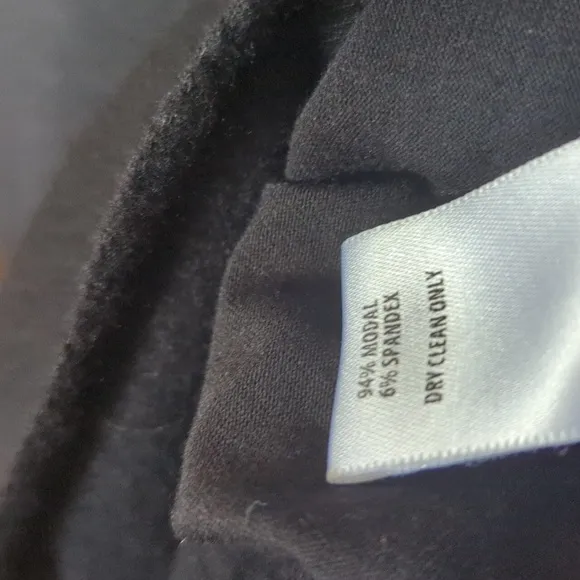 94% MODAL
6% SPANDEX
DRY CLEAN ONLY